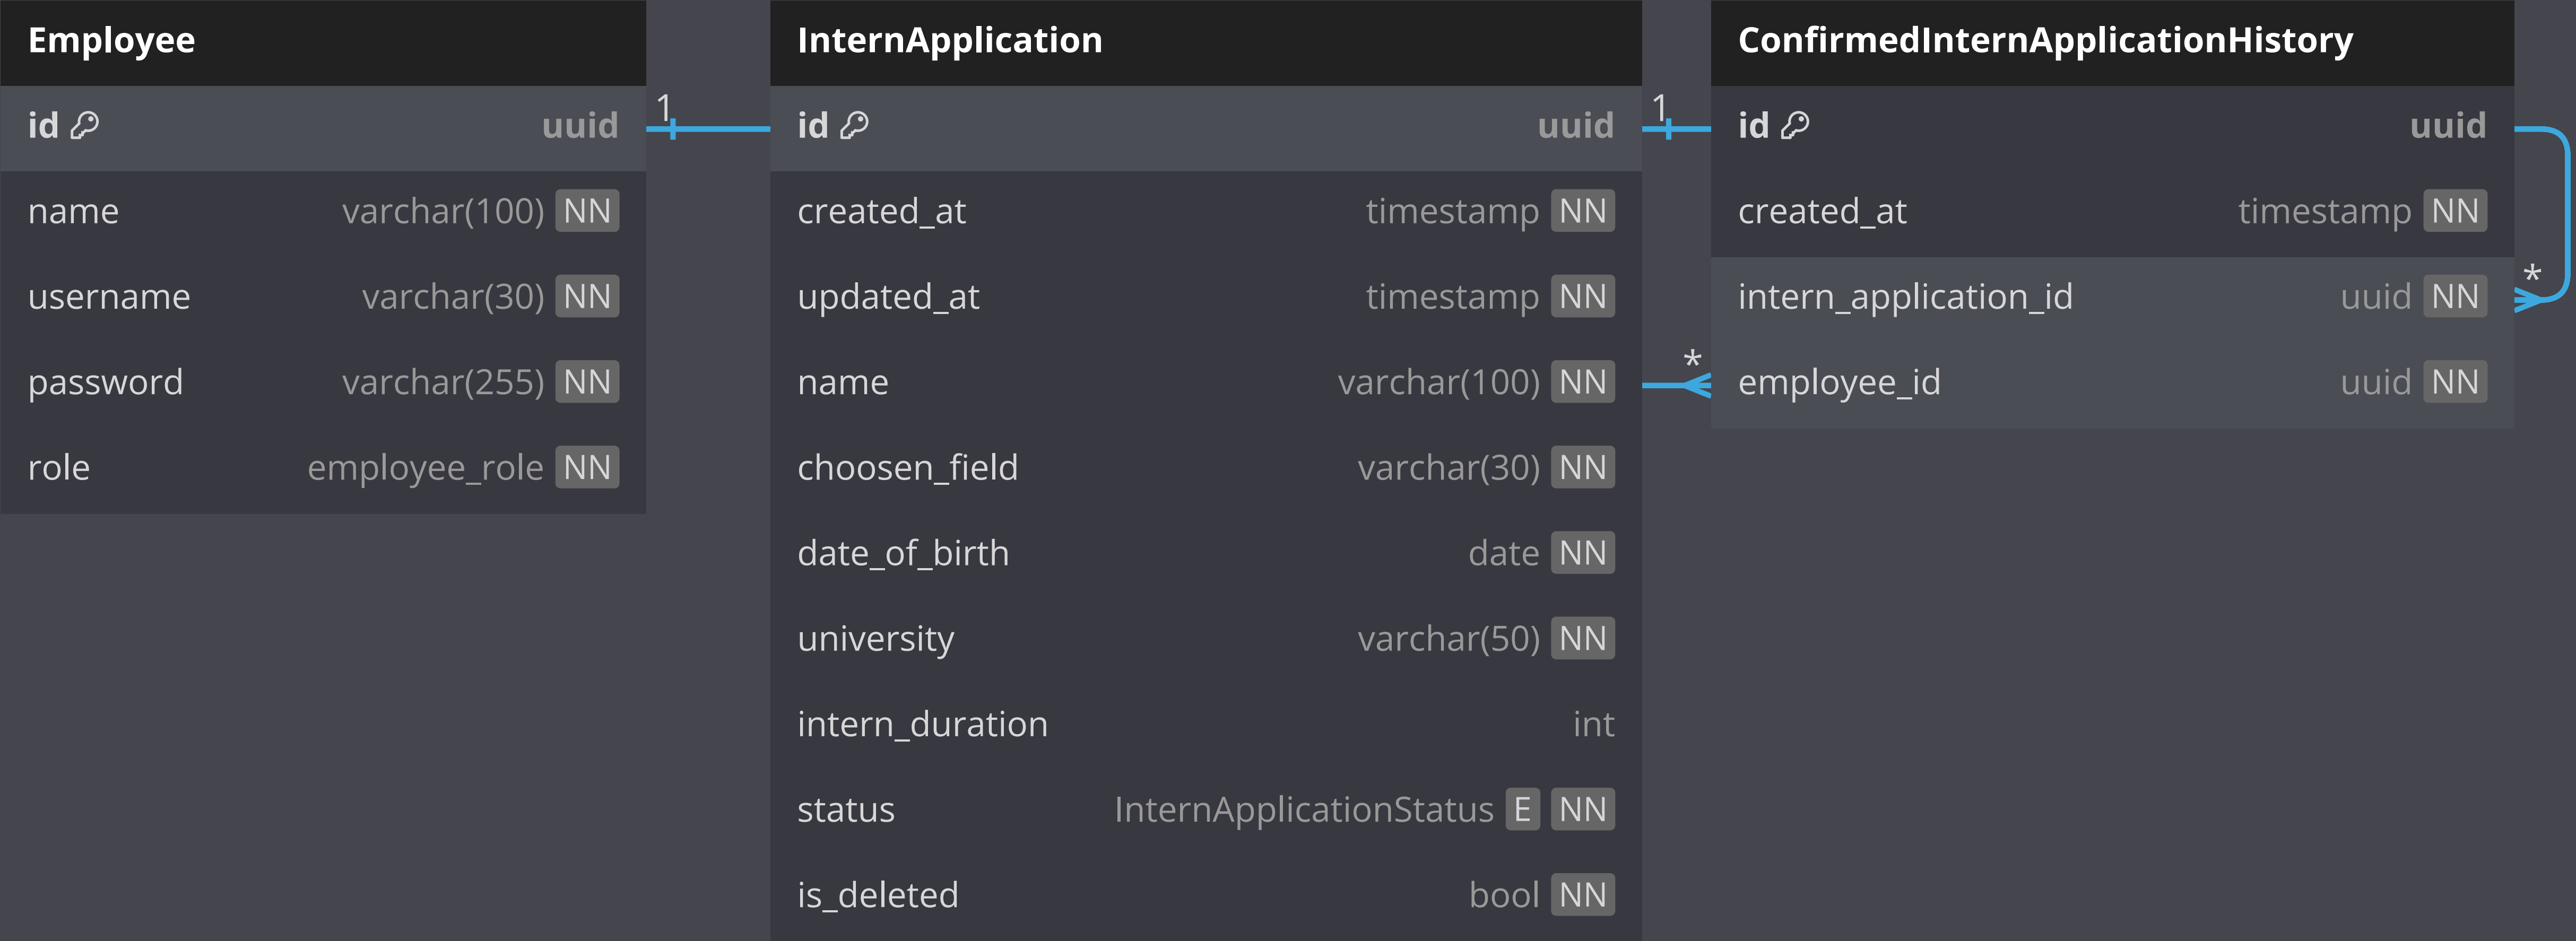 Employee
id uuid
name varchar(100) NN
username varchar(30) NN
password varchar(255) NN
role employee_role NN
1
InternApplication
id uuid
created_at timestamp NN
updated_at timestamp NN
name varchar(100) NN
choosen_field varchar(30) NN
date_of_birth date NN
university varchar(50) NN
intern_duration int
status InternApplicationStatus E NN
is_deleted bool NN
1
*
ConfirmedInternApplicationHistory
id uuid
created_at timestamp NN
intern_application_id uuid NN
employee_id uuid NN
*